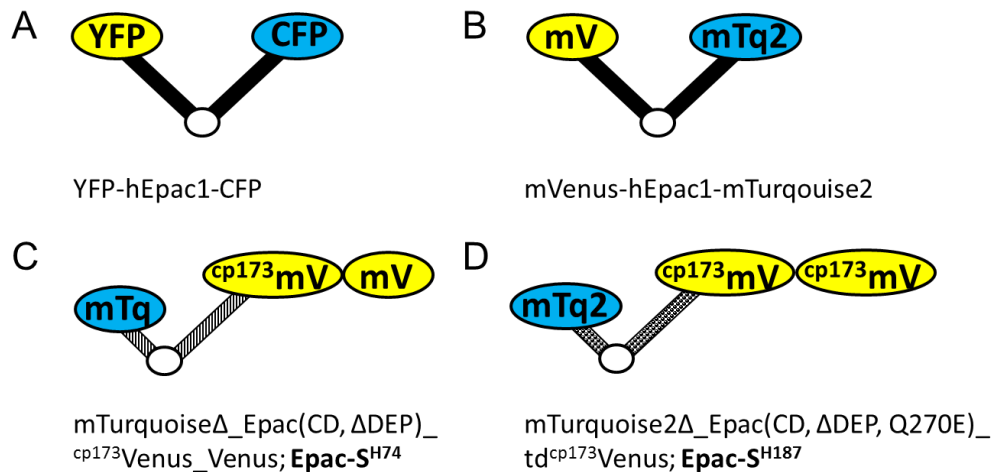 A
YFP CFP
YFP-hEpac1-CFP
B
mV mTq2
mVenus-hEpac1-mTurqouise2
C
cp173mV mV
mTq
mTurquoiseΔ_Epac(CD, ΔDEP)_
cp173Venus_Venus; Epac-SH74
D
cp173mV cp173mV
mTq2
mTurquoise2Δ_Epac(CD, ΔDEP, Q270E)_
tdcp173Venus; Epac-SH187